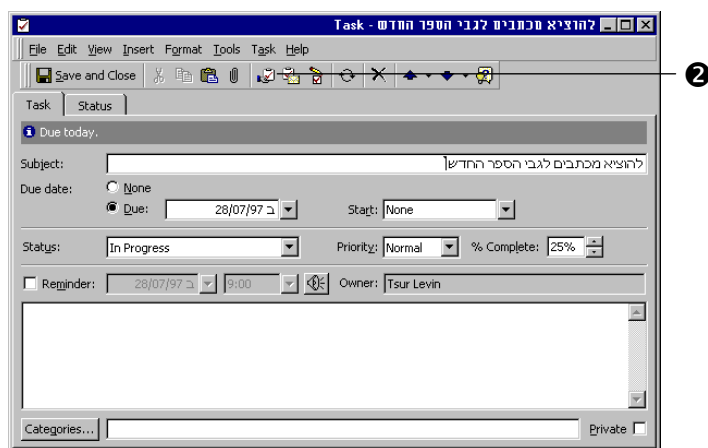 להוציא מכתבים לגבי הספר החדש - Task
File Edit View Insert Format Tools Task Help
Save and Close
❷
Task Status
Due today.
Subject: להוציא מכתבים לגבי הספר החדש
Due date: None
Due: ב 28/07/97 Start: None
Status: In Progress Priority: Normal % Complete: 25%
Reminder: ב 28/07/97 9:00 Owner: Tsur Levin
Categories... Private